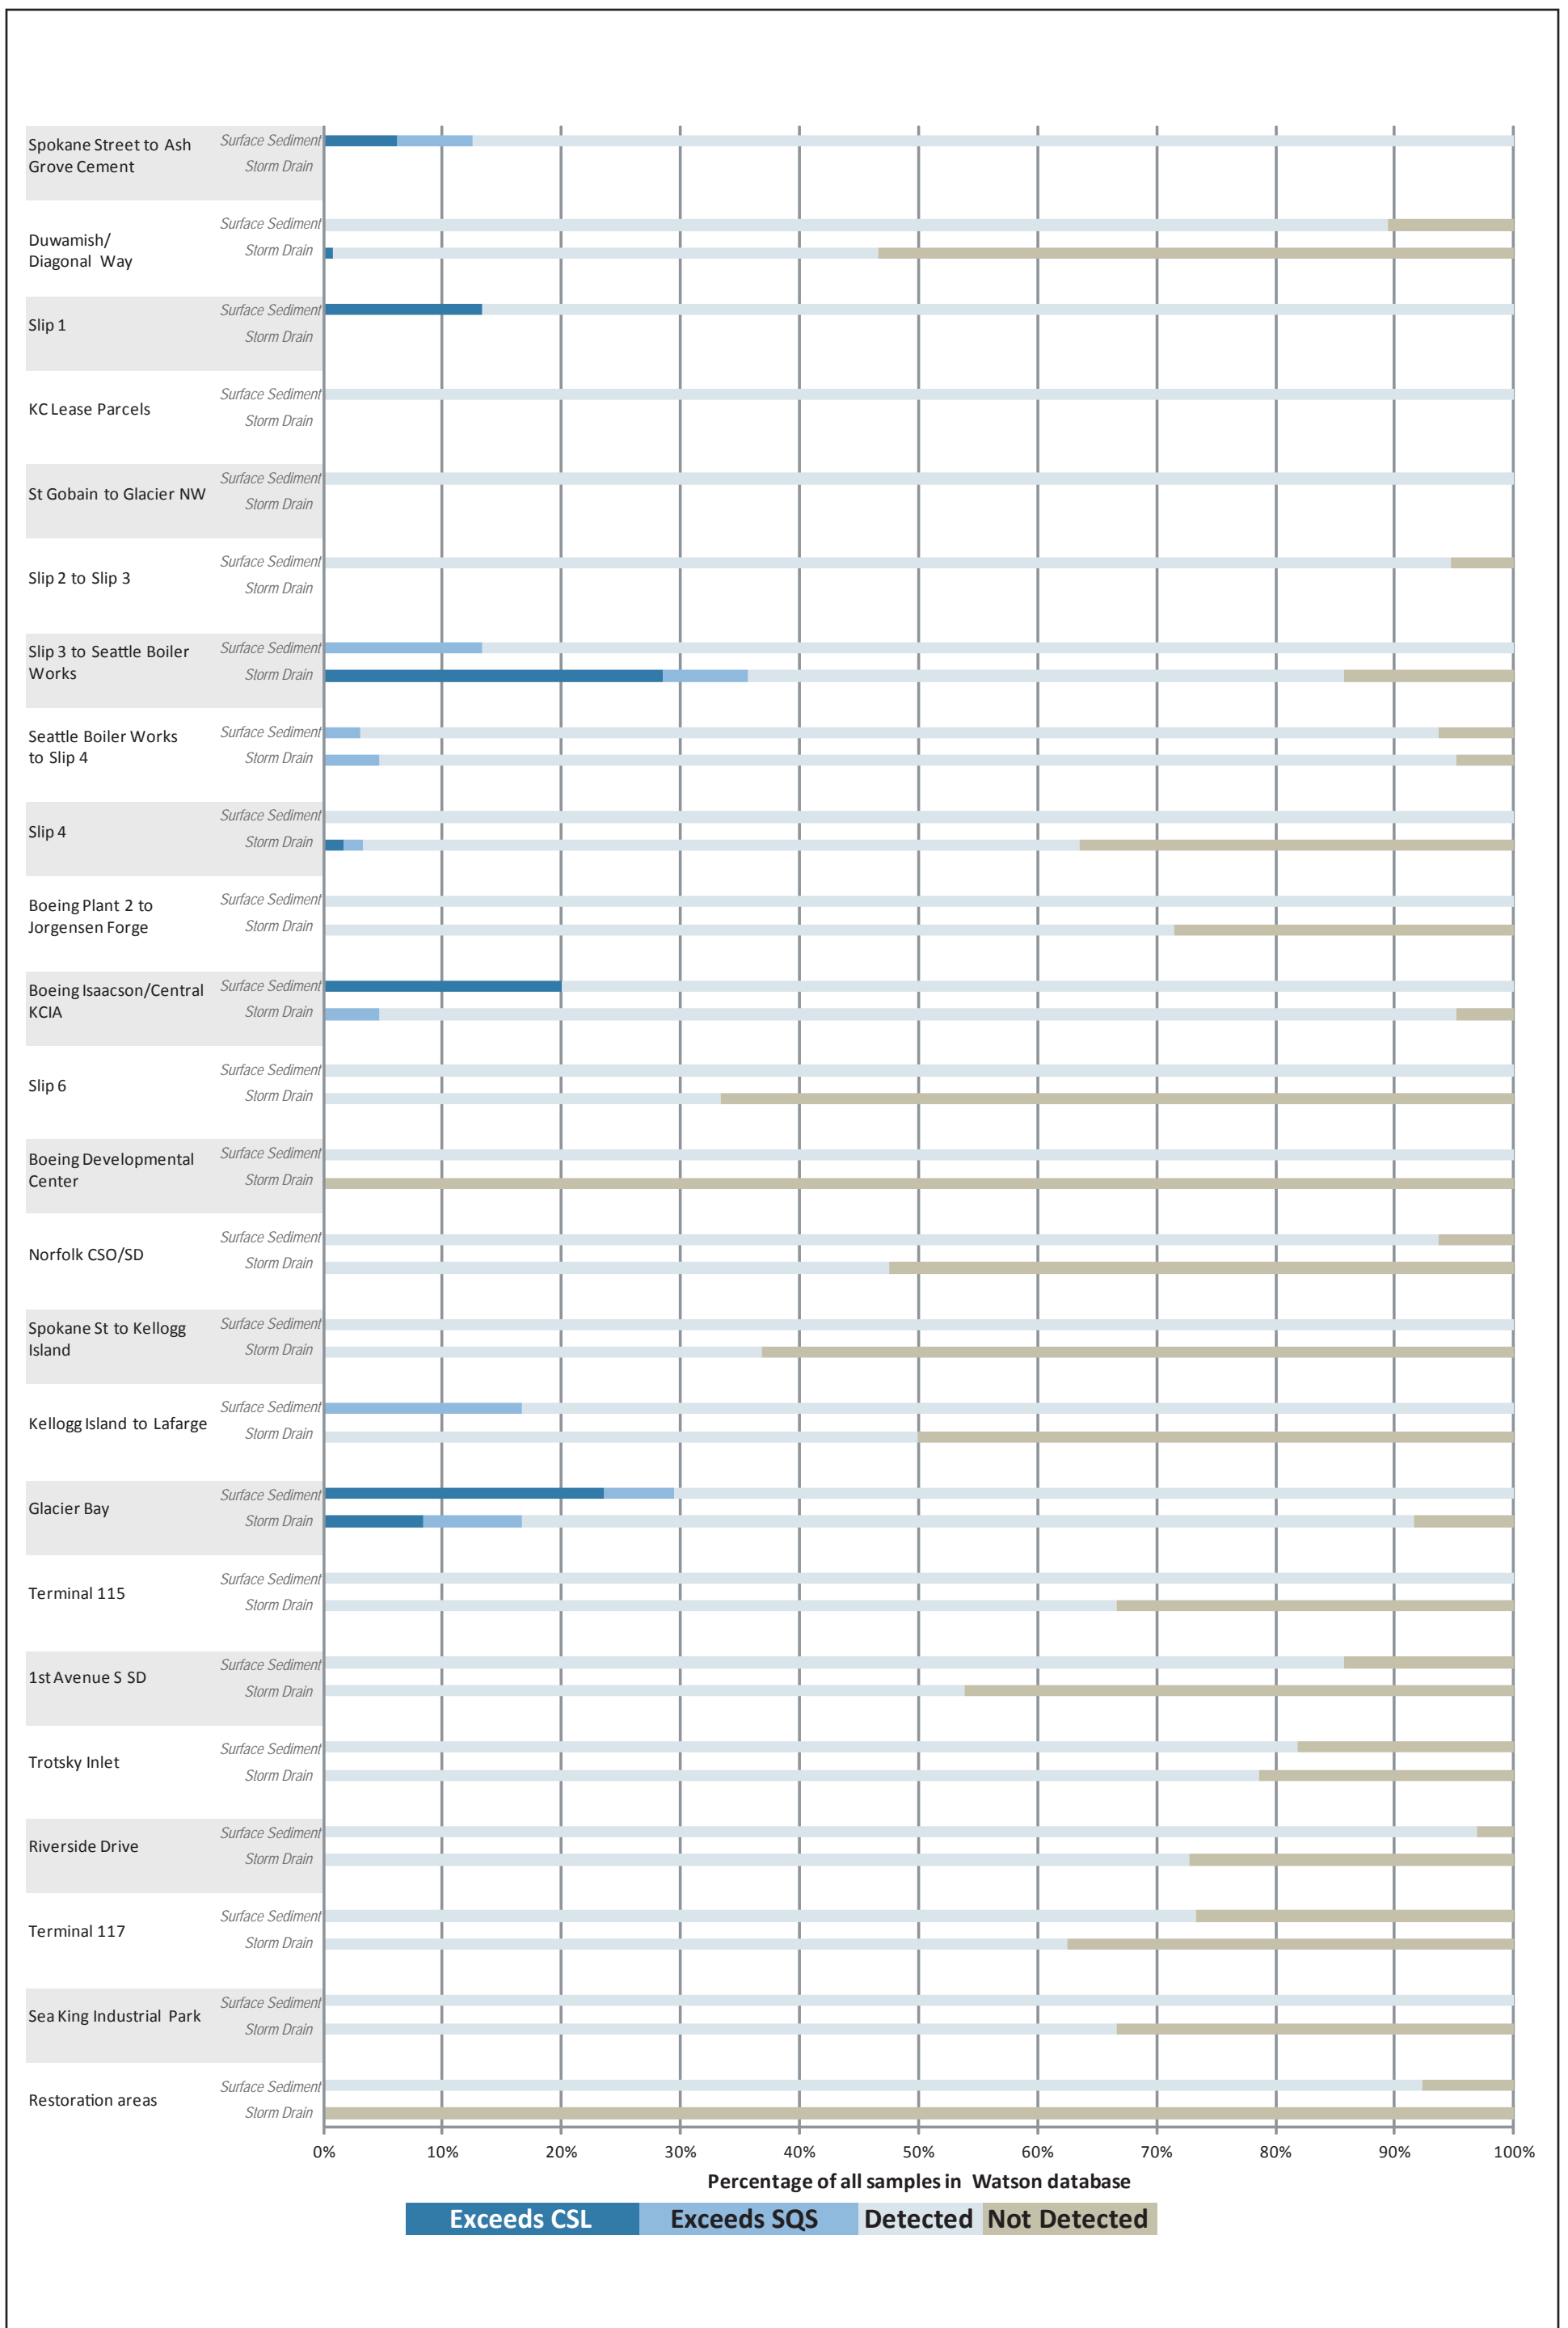 Spokane Street to Ash
Grove Cement
Surface Sediment
Storm Drain
Duwamish/
Diagonal Way
Surface Sediment
Storm Drain
Slip 1
Surface Sediment
Storm Drain
KC Lease Parcels
Surface Sediment
Storm Drain
St Gobain to Glacier NW
Surface Sediment
Storm Drain
Slip 2 to Slip 3
Surface Sediment
Storm Drain
Slip 3 to Seattle Boiler
Works
Surface Sediment
Storm Drain
Seattle Boiler Works
to Slip 4
Surface Sediment
Storm Drain
Slip 4
Surface Sediment
Storm Drain
Boeing Plant 2 to
Jorgensen Forge
Surface Sediment
Storm Drain
Boeing Isaacson/Central
KCIA
Surface Sediment
Storm Drain
Slip 6
Surface Sediment
Storm Drain
Boeing Developmental
Center
Surface Sediment
Storm Drain
Norfolk CSO/SD
Surface Sediment
Storm Drain
Spokane St to Kellogg
Island
Surface Sediment
Storm Drain
Kellogg Island to Lafarge
Surface Sediment
Storm Drain
Glacier Bay
Surface Sediment
Storm Drain
Terminal 115
Surface Sediment
Storm Drain
1st Avenue S SD
Surface Sediment
Storm Drain
Trotsky Inlet
Surface Sediment
Storm Drain
Riverside Drive
Surface Sediment
Storm Drain
Terminal 117
Surface Sediment
Storm Drain
Sea King Industrial Park
Surface Sediment
Storm Drain
Restoration areas
Surface Sediment
Storm Drain
0% 10% 20% 30% 40% 50% 60% 70% 80% 90% 100%
Percentage of all samples in Watson database
Exceeds CSL Exceeds SQS Detected Not Detected